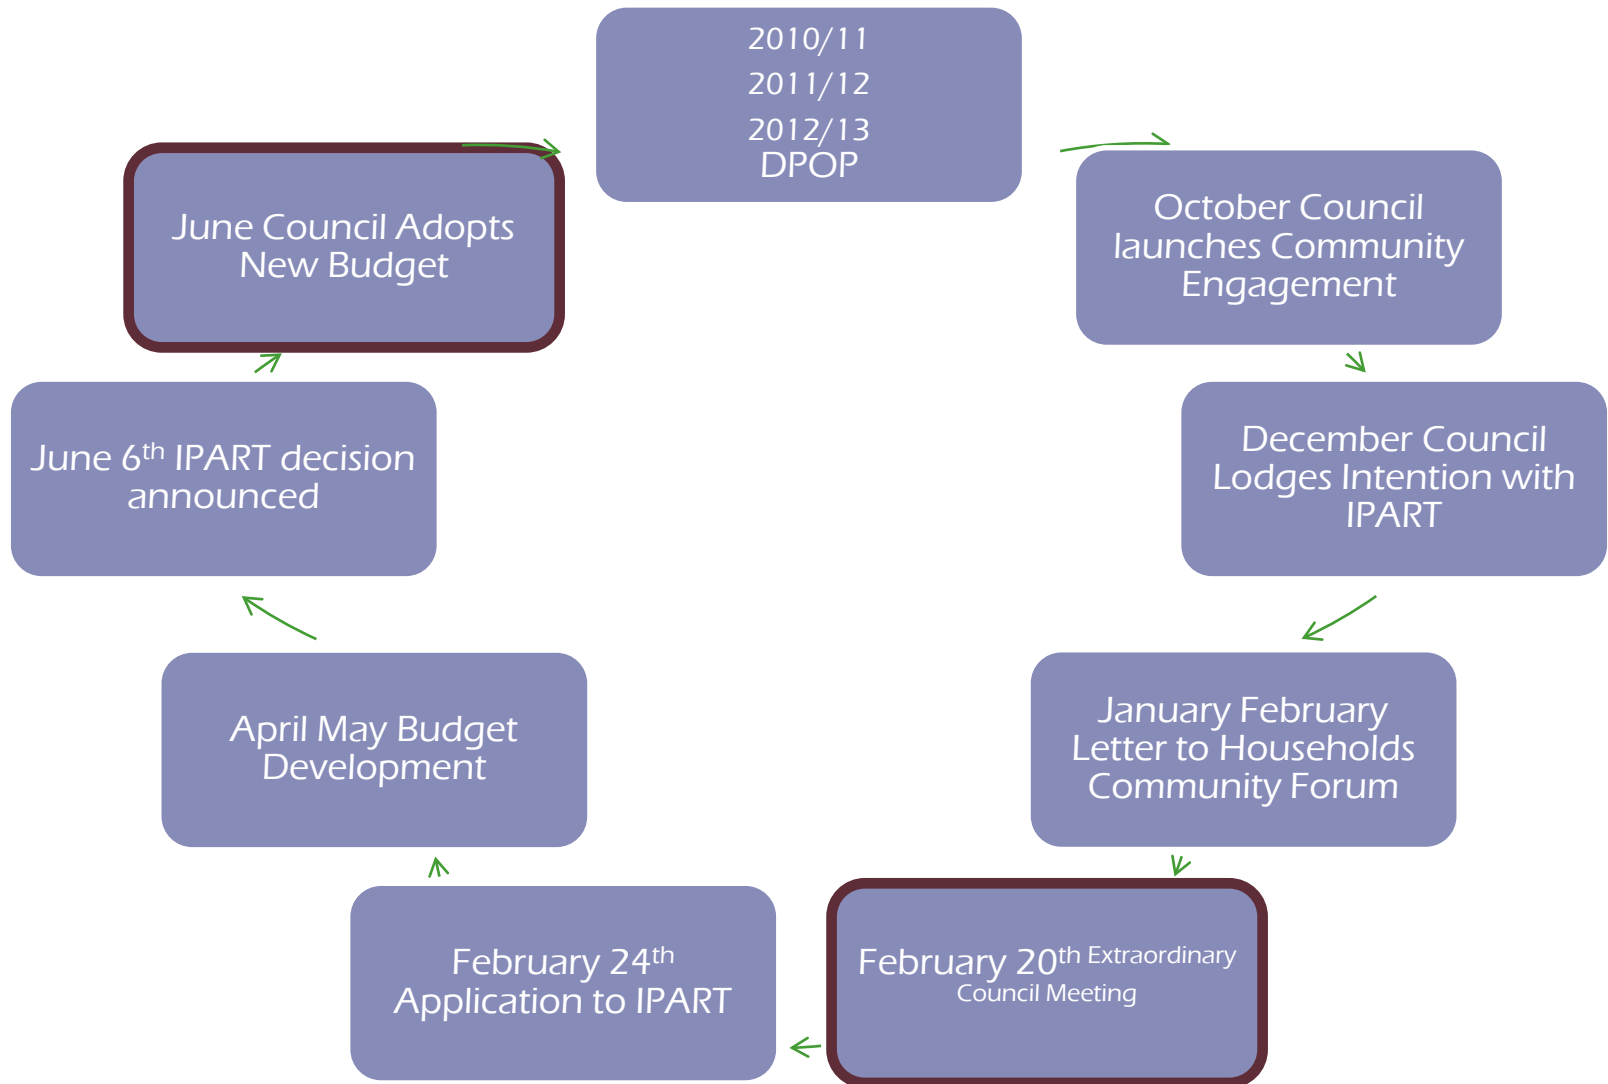 2010/11
2011/12
2012/13
DPOP
October Council
launches Community
Engagement
December Council
Lodges Intention with
IPART
January February
Letter to Households
Community Forum
February 20th Extraordinary
Council Meeting
February 24th
Application to IPART
April May Budget
Development
June 6th IPART decision
announced
June Council Adopts
New Budget